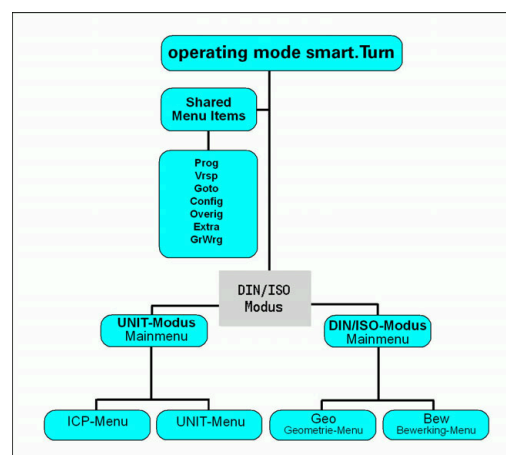 operating mode smart.Turn
Shared
Menu Items
Prog
Vrsp
Goto
Config
Overig
Extra
GrWrg
DIN/ISO
Modus
UNIT-Modus
Mainmenu
DIN/ISO-Modus
Mainmenu
ICP-Menu
UNIT-Menu
Geo
Geometrie-Menu
Bew
Bewerking-Menu